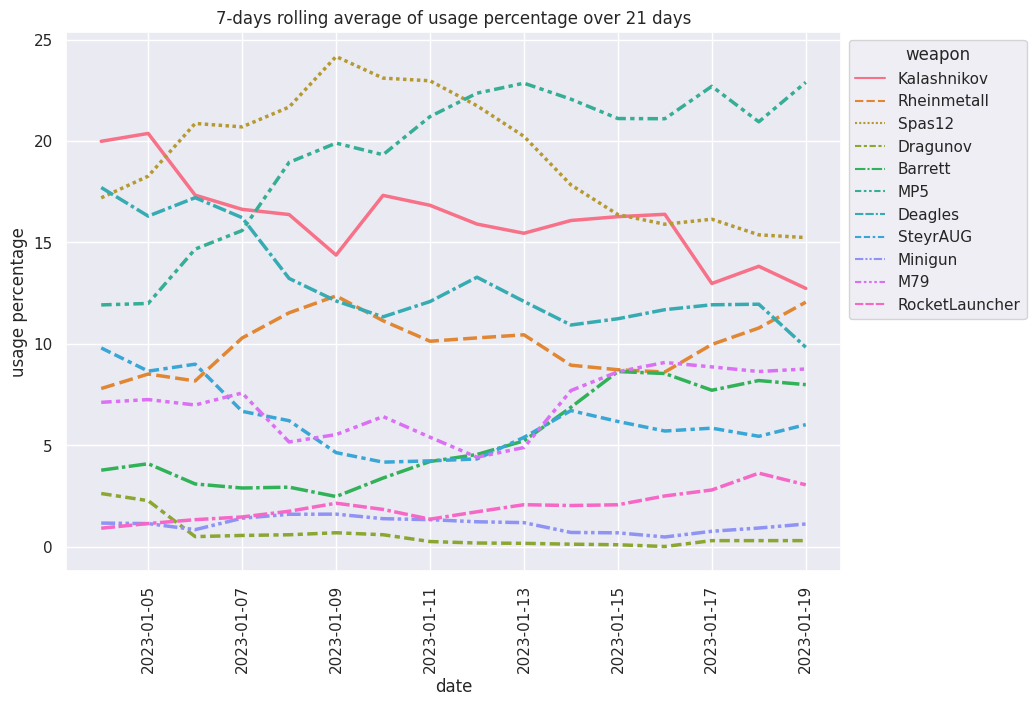 7-days rolling average of usage percentage over 21 days
usage percentage
25
20
15
10
5
0
2023-01-05
2023-01-07
2023-01-09
2023-01-11
2023-01-13
2023-01-15
2023-01-17
2023-01-19
date
weapon
Kalashnikov
Rheinmetall
Spas12
Dragunov
Barrett
MP5
Deagles
SteyrAUG
Minigun
M79
RocketLauncher